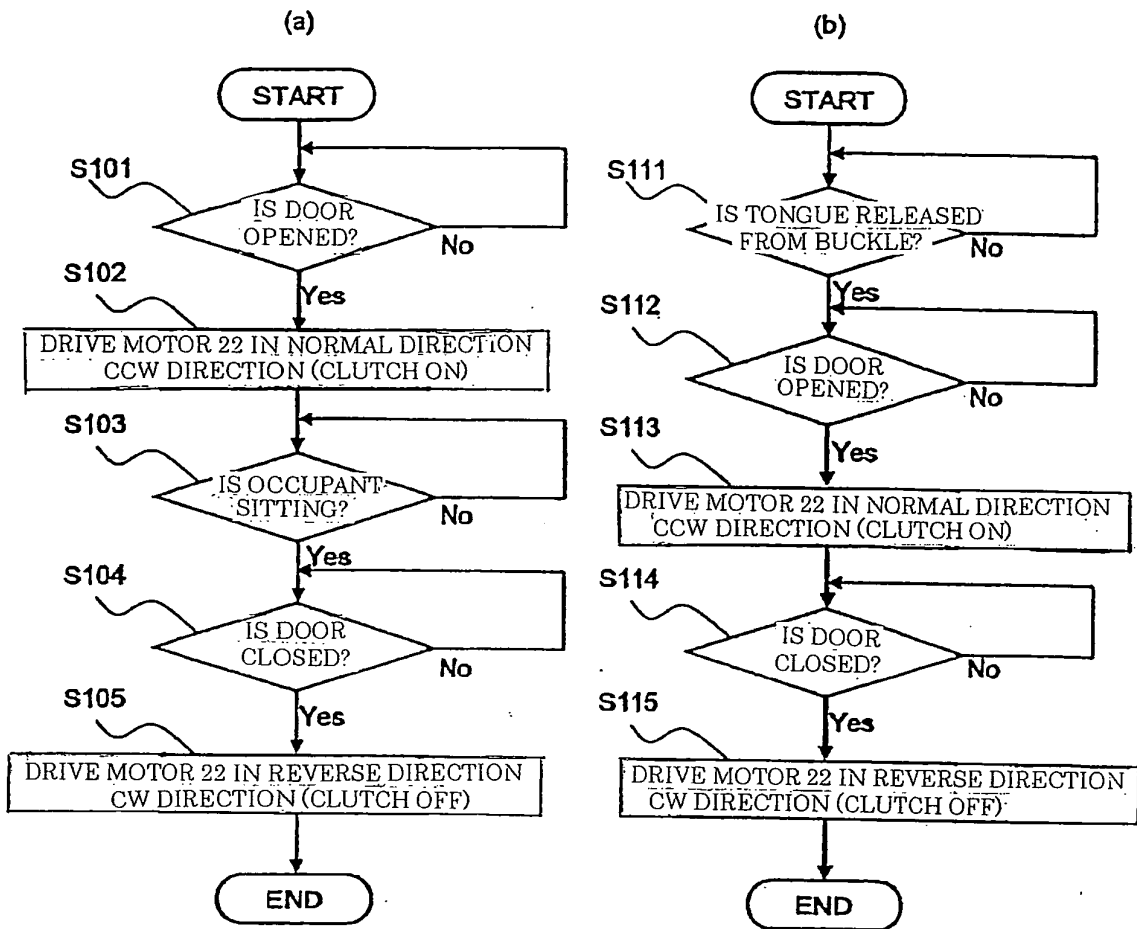 (a)
START
S101
IS DOOR
OPENED?
No
Yes
S102
DRIVE MOTOR 22 IN NORMAL DIRECTION
CCW DIRECTION (CLUTCH ON)
S103
IS OCCUPANT
SITTING?
No
Yes
S104
IS DOOR
CLOSED?
No
Yes
S105
DRIVE MOTOR 22 IN REVERSE DIRECTION
CW DIRECTION (CLUTCH OFF)
END
(b)
START
S111
IS TONGUE RELEASED
FROM BUCKLE?
No
Yes
S112
IS DOOR
OPENED?
No
Yes
S113
DRIVE MOTOR 22 IN NORMAL DIRECTION
CCW DIRECTION (CLUTCH ON)
S114
IS DOOR
CLOSED?
No
Yes
S115
DRIVE MOTOR 22 IN REVERSE DIRECTION
CW DIRECTION (CLUTCH OFF)
END